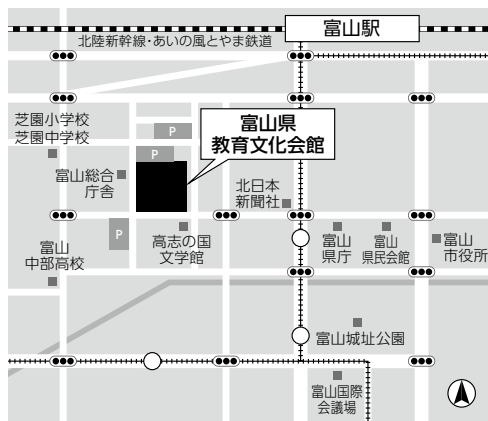 富山駅
北陸新幹線・あいの風とやま鉄道
芝園小学校
芝園中学校
P
富山県
教育文化会館
P
富山総合
庁舎
北日本
新聞社
P
高志の国
文学館
富山
県庁
富山
県民会館
富山
市役所
富山
中部高校
富山城址公園
富山国際
会議場